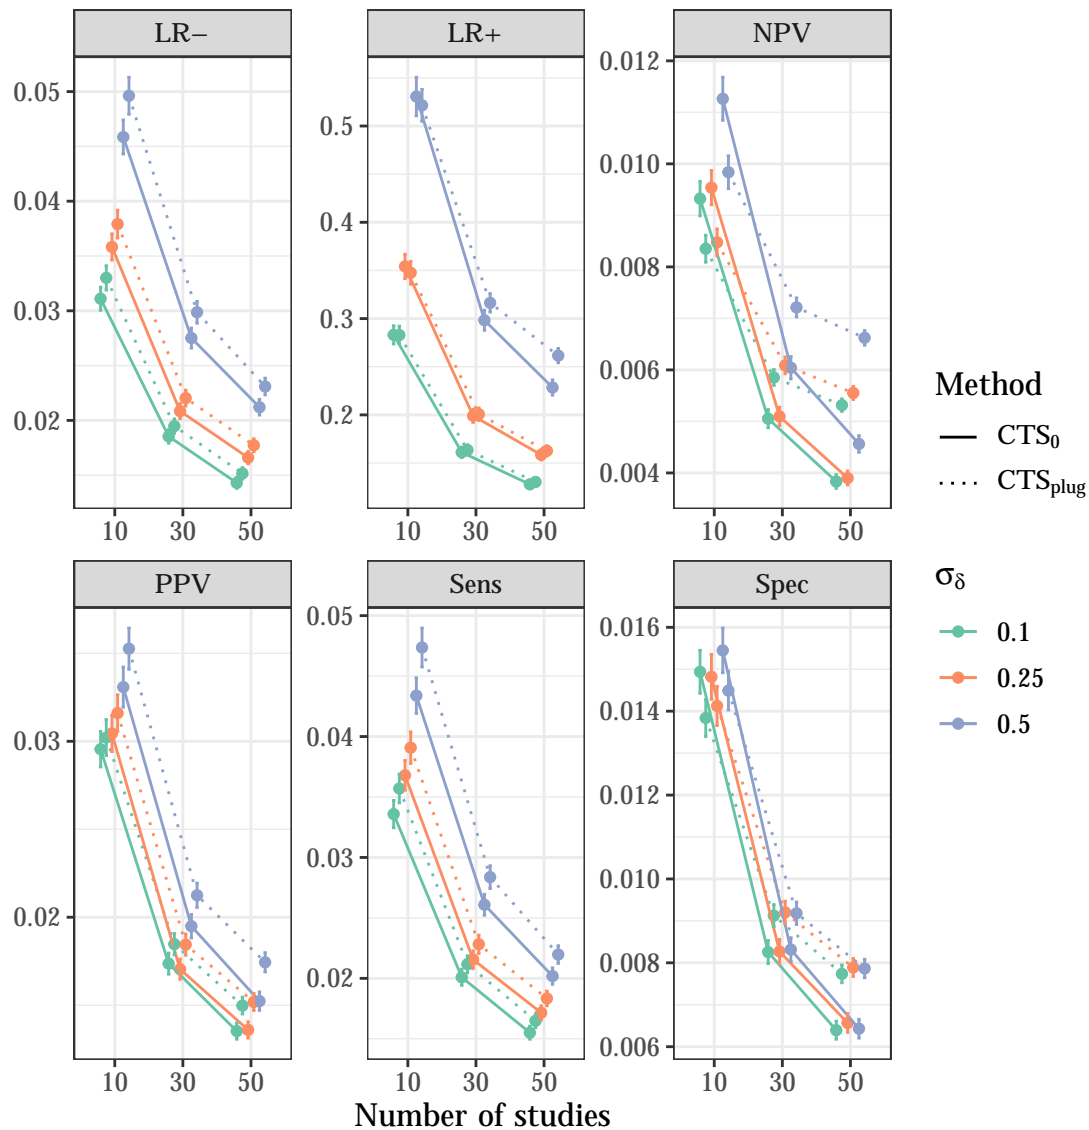 LR−
LR+
NPV
0.05
0.04
0.03
0.02
10 30 50
0.5
0.4
0.3
0.2
10 30 50
0.012
0.010
0.008
0.006
0.004
10 30 50
PPV
Sens
Spec
0.03
0.02
10 30 50
0.05
0.04
0.03
0.02
10 30 50
0.016
0.014
0.012
0.010
0.008
0.006
10 30 50
Number of studies
Method
CTS₀
CTSplug
σδ
0.1
0.25
0.5